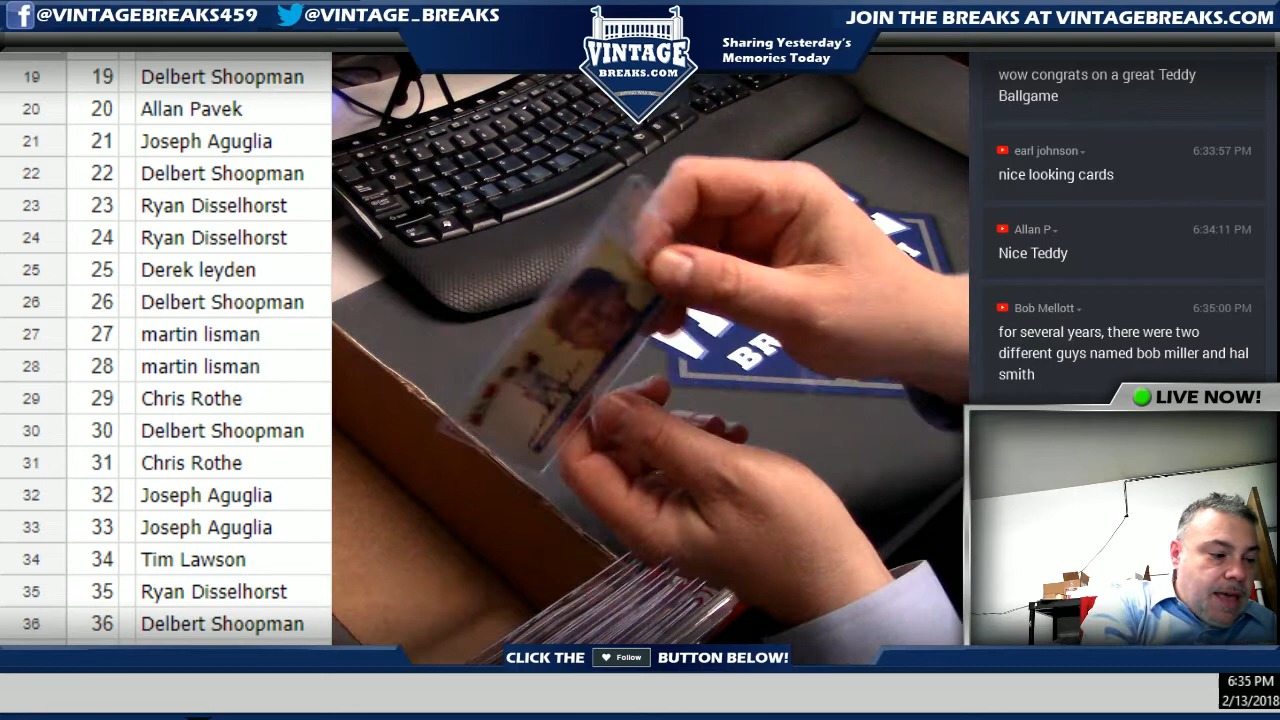 @VINTAGEBREAKS459
@VINTAGE_BREAKS
VINTAGE
BREAKS.COM
Sharing Yesterday's
Memories Today
JOIN THE BREAKS AT VINTAGEBREAKS.COM
19 19 Delbert Shoopman
20 20 Allan Pavek
21 21 Joseph Aguglia
22 22 Delbert Shoopman
23 23 Ryan Disselhorst
24 24 Ryan Disselhorst
25 25 Derek leyden
26 26 Delbert Shoopman
27 27 martin lisman
28 28 martin lisman
29 29 Chris Rothe
30 30 Delbert Shoopman
31 31 Chris Rothe
32 32 Joseph Aguglia
33 33 Joseph Aguglia
34 34 Tim Lawson
35 35 Ryan Disselhorst
36 36 Delbert Shoopman
BR
wow congrats on a great Teddy
Ballgame
earl johnson 6:33:57 PM
nice looking cards
Allan P 6:34:11 PM
Nice Teddy
Bob Mellott 6:35:00 PM
for several years, there were two
different guys named bob miller and hal
smith
LIVE NOW!
CLICK THE Follow BUTTON BELOW!
6:35 PM
2/13/2018